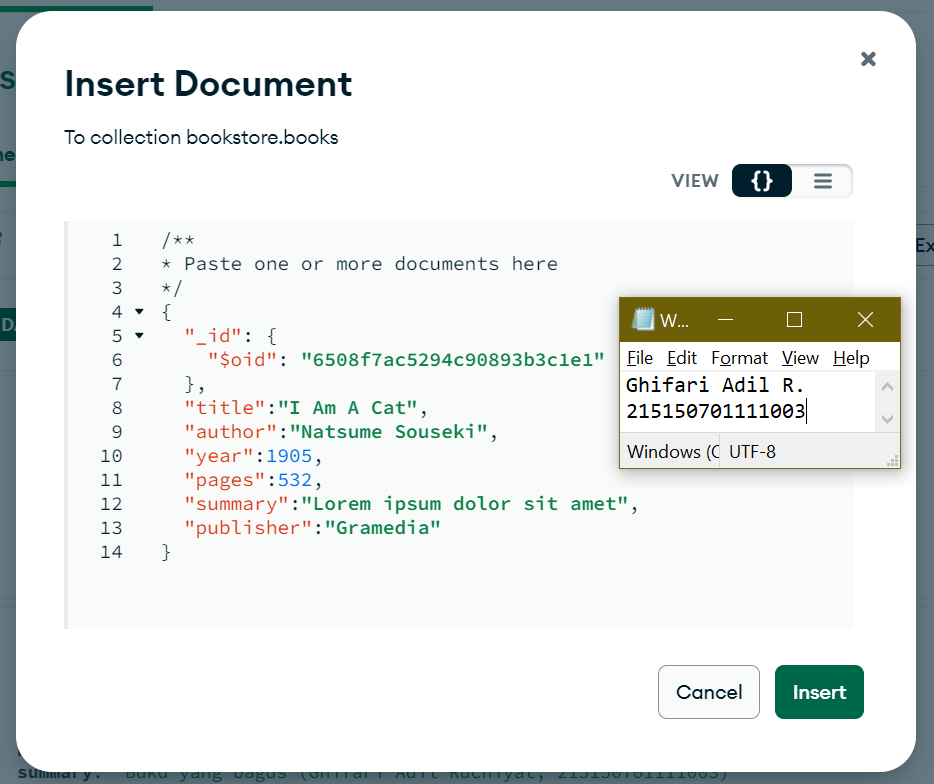 Insert Document
To collection bookstore.books
VIEW {}
1 /**
2 * Paste one or more documents here
3 */
4 {
5 "_id": {
6 "$oid": "6508f7ac5294c90893b3c1e1"
7 },
8 "title":"I Am A Cat",
9 "author":"Natsume Souseki",
10 "year":1905,
11 "pages":532,
12 "summary":"Lorem ipsum dolor sit amet",
13 "publisher":"Gramedia"
14 }
W...
File Edit Format View Help
Ghifari Adil R.
215150701111003
Windows (C UTF-8
Cancel Insert
Ex
summary: "Buku yang bagus (Ghifari Adil Ruchiyat, 215150701111003)